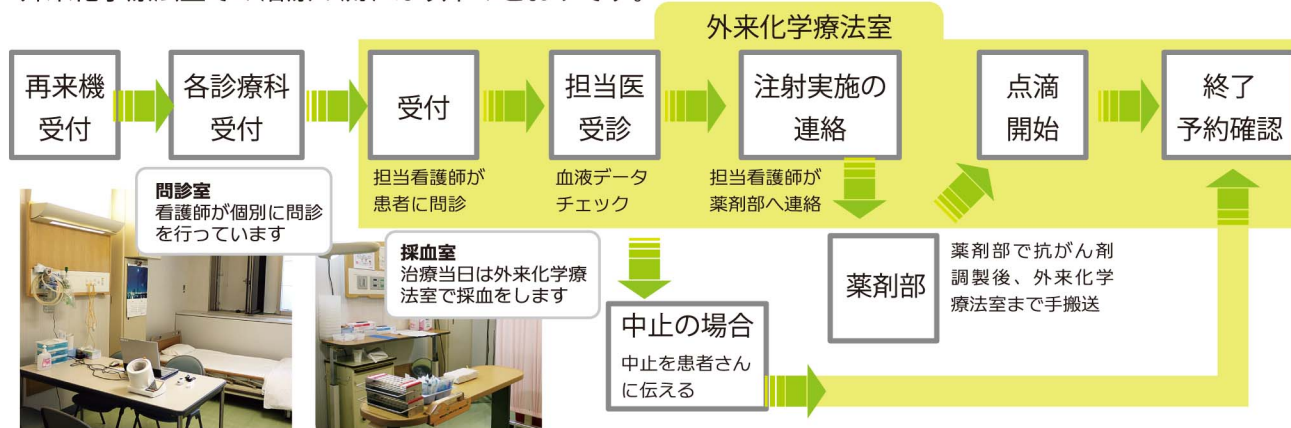 外来化学療法室
再来機
受付
各診療科
受付
受付
担当看護師が
患者に問診
担当医
受診
血液データ
チェック
注射実施の
連絡
担当看護師が
薬剤部へ連絡
点滴
開始
終了
予約確認
問診室
看護師が個別に問診
を行っています
採血室
治療当日は外来化学療
法室で採血をします
薬剤部
薬剤部で抗がん剤
調製後、外来化学
療法室まで手搬送
中止の場合
中止を患者さん
に伝える